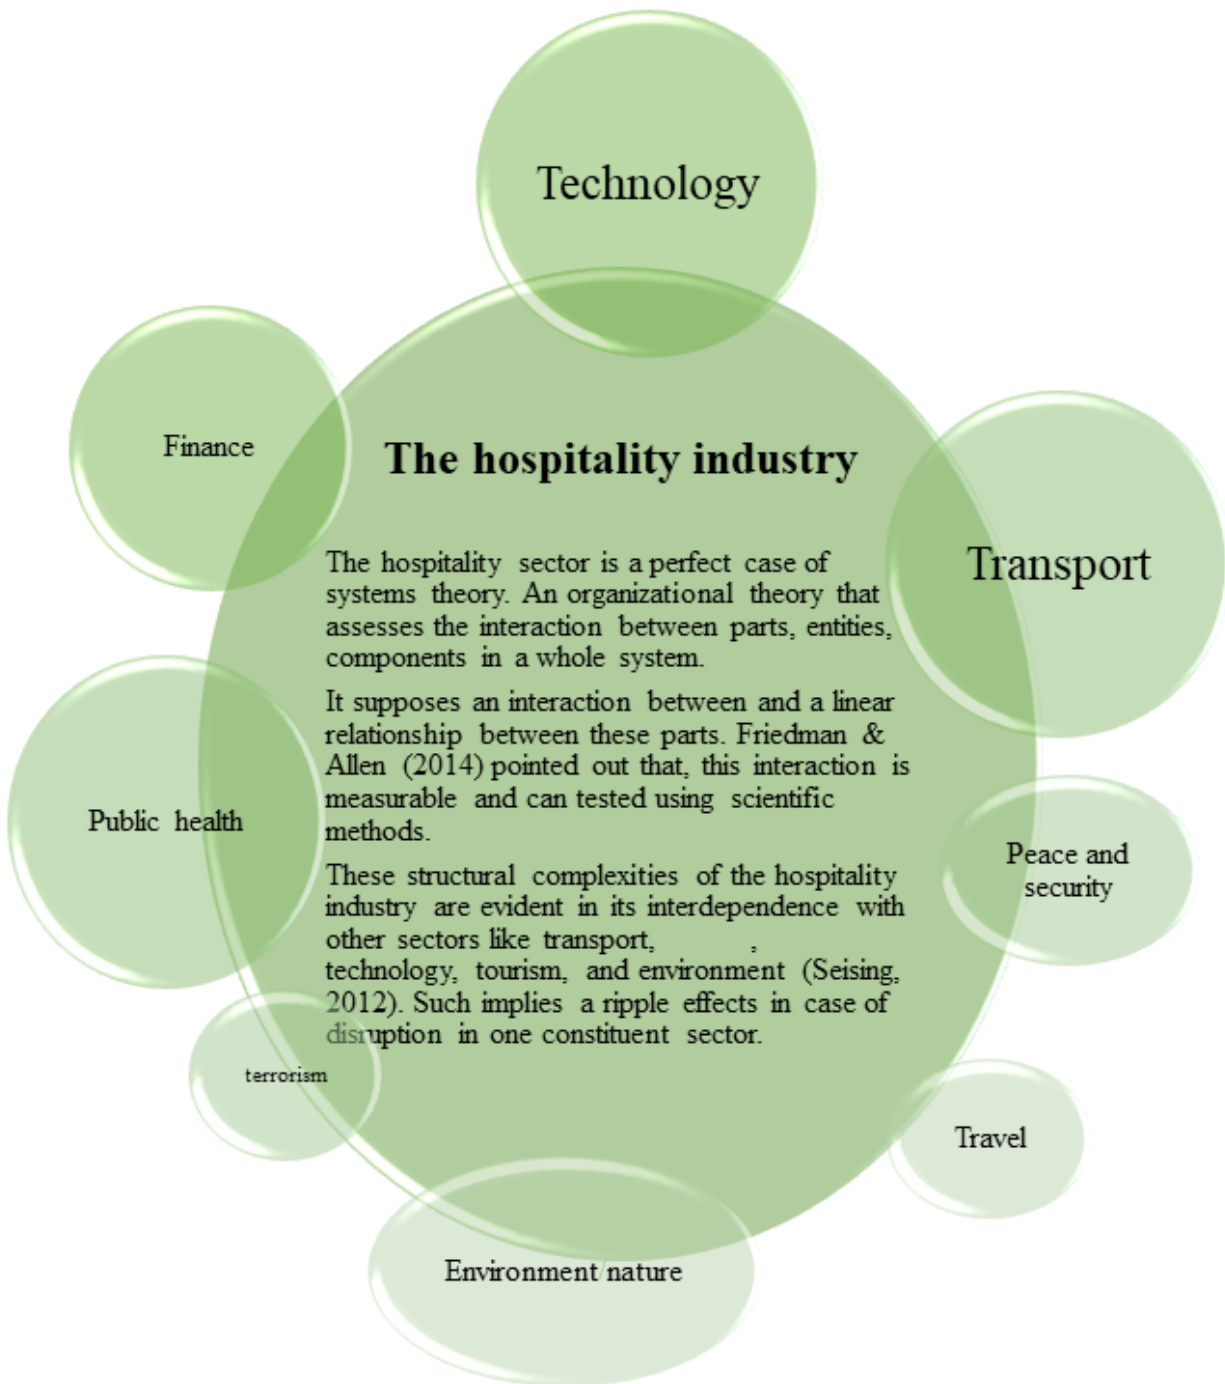 Technology
Finance
The hospitality industry
Transport
The hospitality sector is a perfect case of
systems theory. An organizational theory that
assesses the interaction between parts, entities,
components in a whole system.
It supposes an interaction between and a linear
relationship between these parts. Friedman &
Allen (2014) pointed out that, this interaction is
measurable and can tested using scientific
methods.
These structural complexities of the hospitality
industry are evident in its interdependence with
other sectors like transport, ,
technology, tourism, and environment (Seising,
2012). Such implies a ripple effects in case of
disruption in one constituent sector.
Public health
Peace and
security
terrorism
Travel
Environment/nature